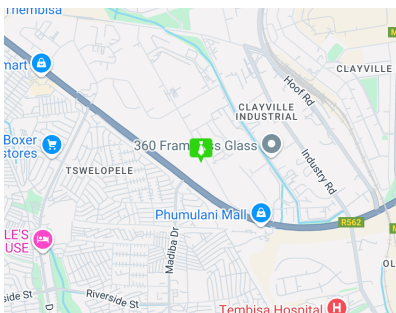 Thembisa
mart
CLAYVILLE
Hoof Rd
CLAYVILLE
INDUSTRIAL
Boxer
stores
360 Frameless Glass
Industry Rd
TSWELOPELE
Phumulani Mall
R562
Madiba Dr
LE'S
USE
OL
side St
Riverside St
D
Tembisa Hospital
H
M
M